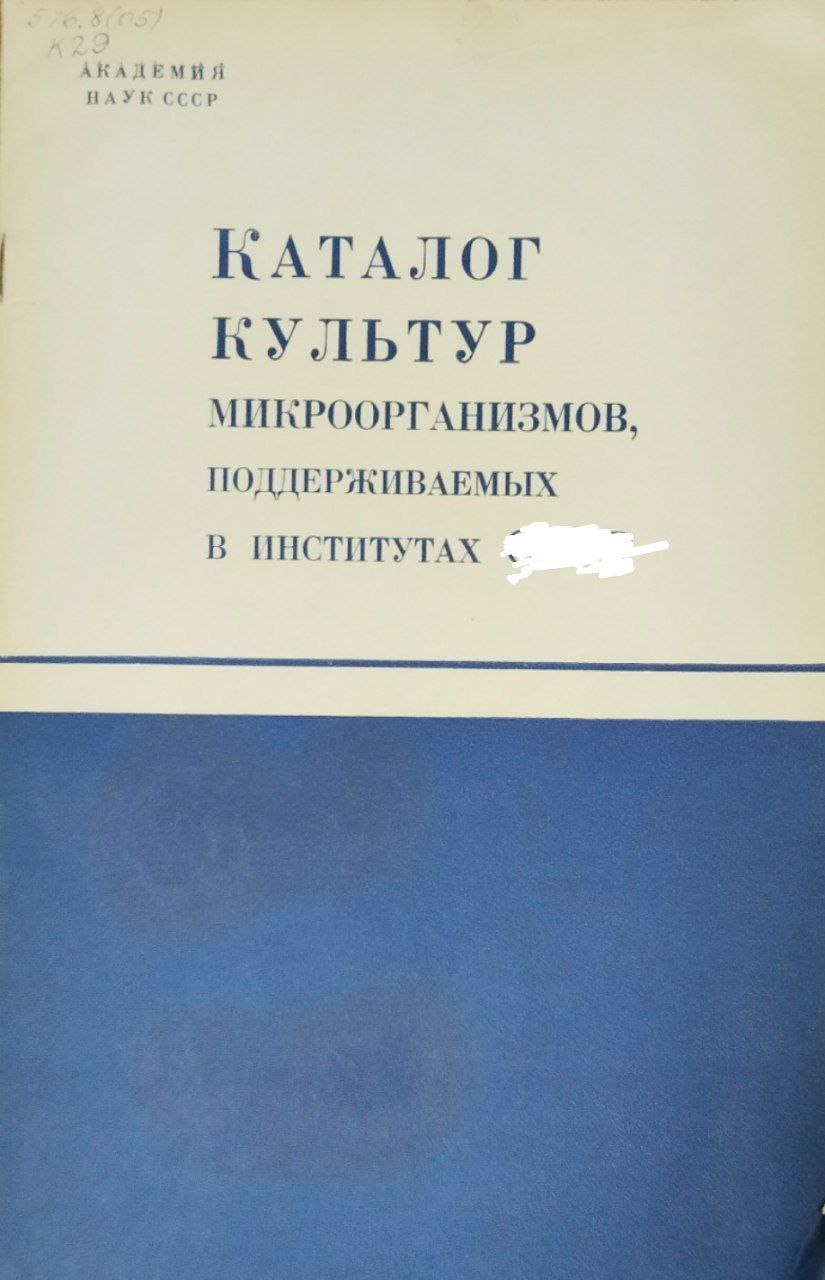 576.8(05)
К29
АКАДЕМИЯ
НАУК СССР
КАТАЛОГ
КУЛЬТУР
МИКРООРГАНИЗМОВ,
ПОДДЕРЖИВАЕМЫХ
В ИНСТИТУТАХ